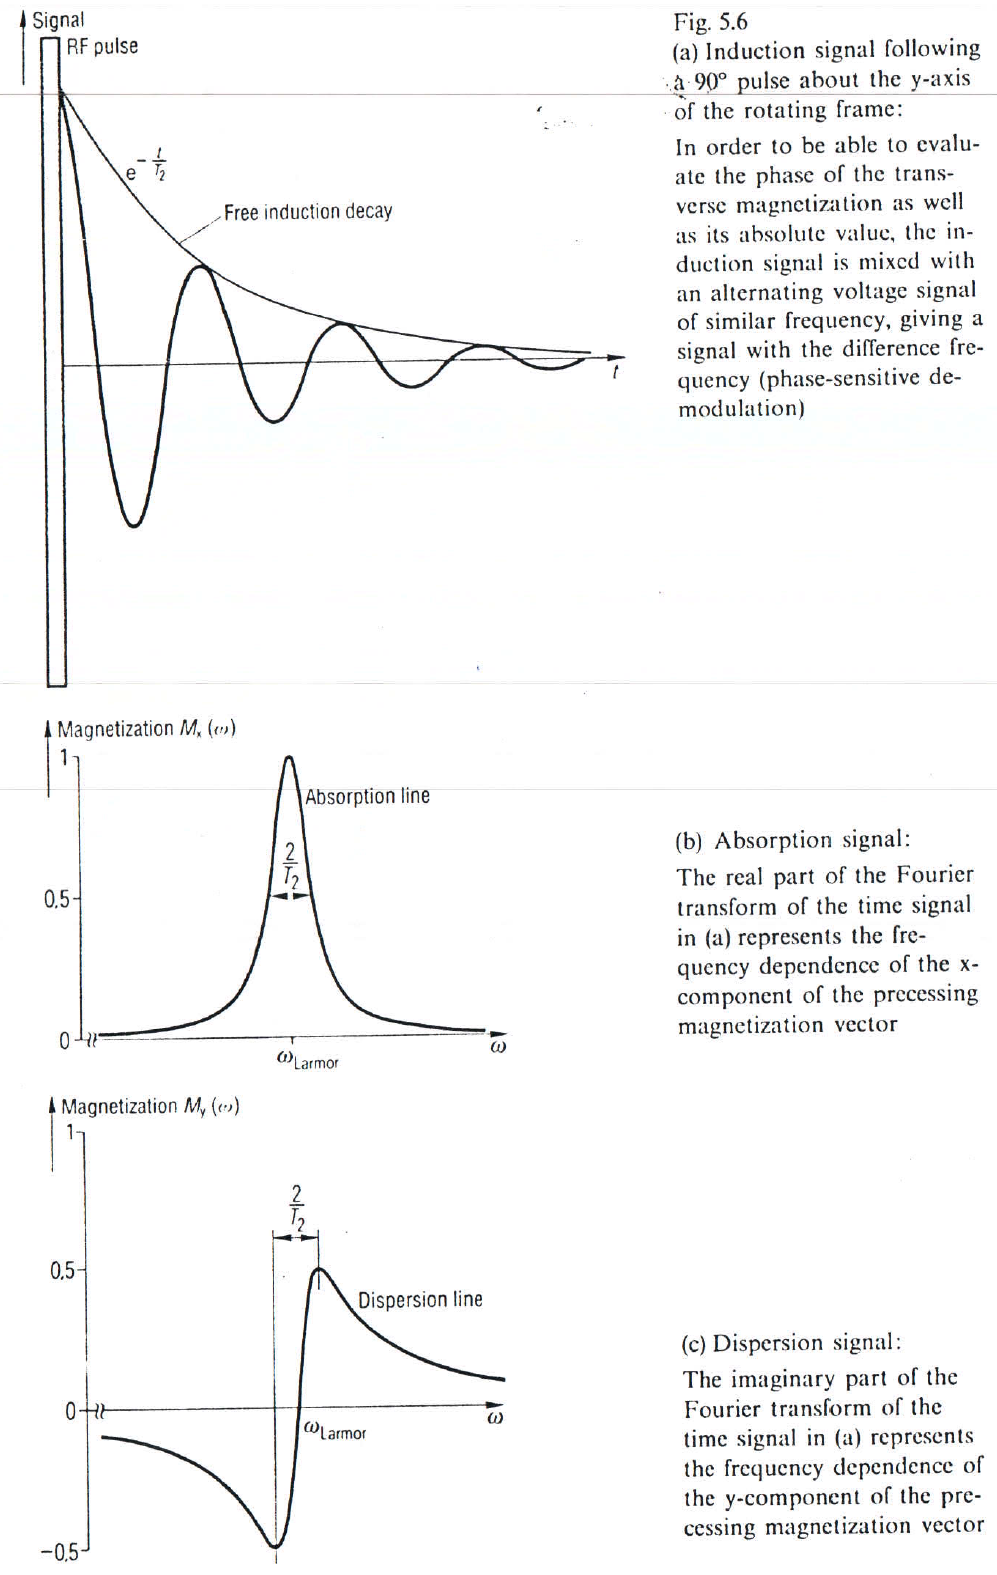 Signal
RF pulse
e^{-t/T₂}
Free induction decay
t
Fig. 5.6
(a) Induction signal following
a 90° pulse about the y-axis
of the rotating frame:
In order to be able to evalu-
ate the phase of the trans-
verse magnetization as well
as its absolute value, the in-
duction signal is mixed with
an alternating voltage signal
of similar frequency, giving a
signal with the difference fre-
quency (phase-sensitive de-
modulation)
Magnetization Mₓ (ω)
1
Absorption line
2/T₂
0,5
0
ω
ω Larmor
(b) Absorption signal:
The real part of the Fourier
transform of the time signal
in (a) represents the fre-
quency dependence of the x-
component of the precessing
magnetization vector
Magnetization M_y (ω)
1
2/T₂
0,5
Dispersion line
0
ω
ω Larmor
-0,5
(c) Dispersion signal:
The imaginary part of the
Fourier transform of the
time signal in (a) represents
the frequency dependence of
the y-component of the pre-
cessing magnetization vector